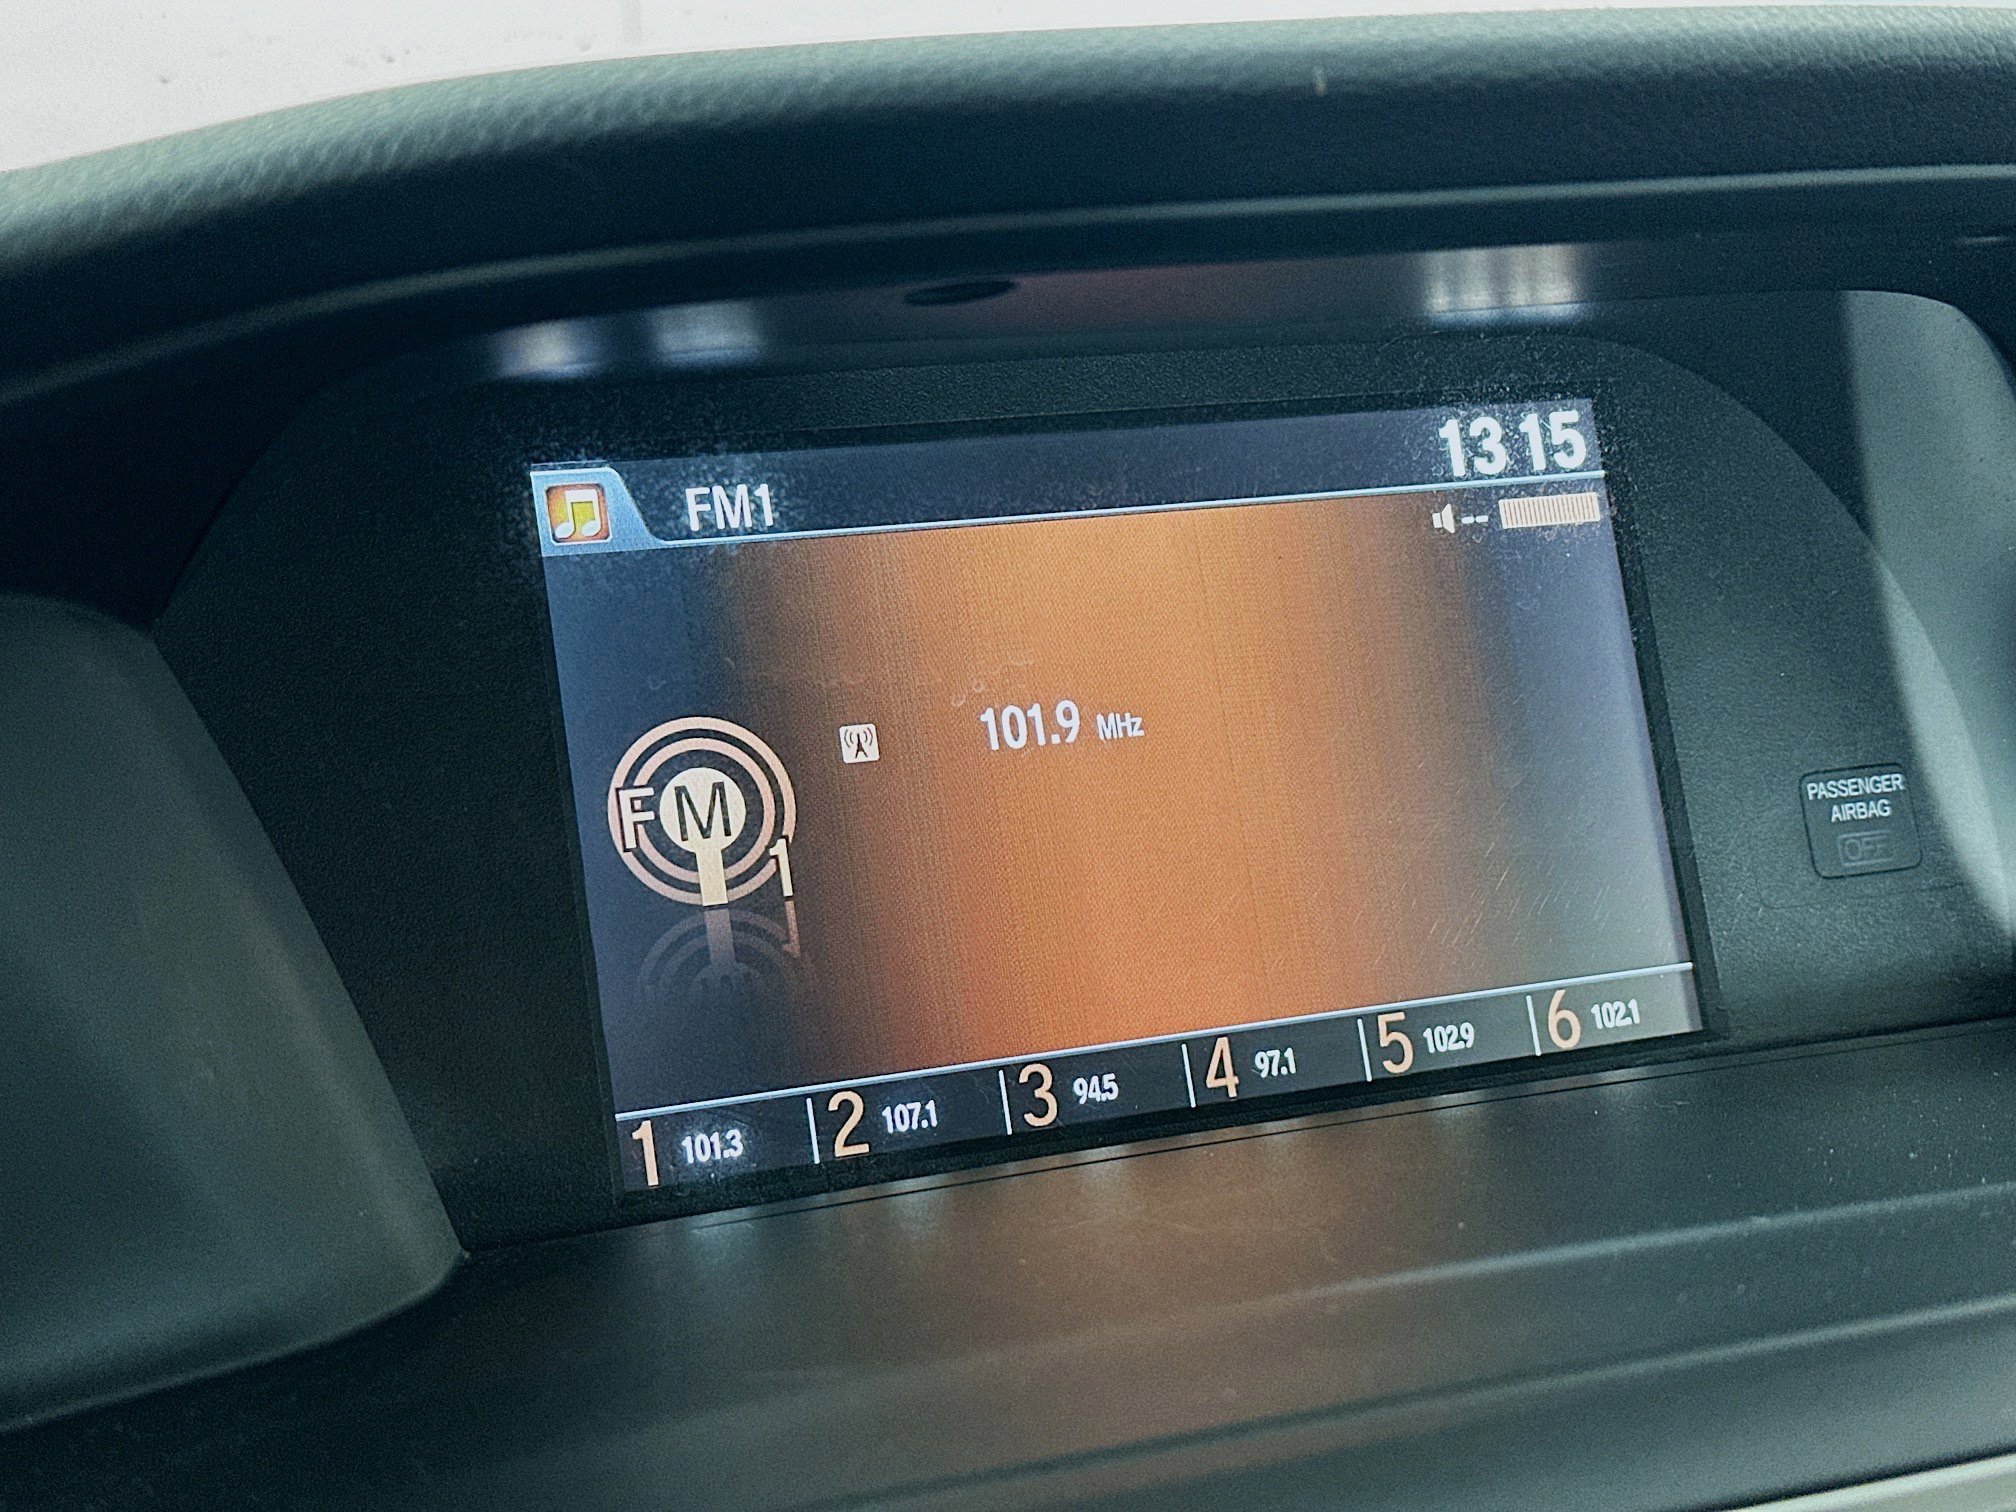 13 15
FM1
101.9 MHz
FM
1
PASSENGER
AIRBAG
OFF
1 101.3 2 107.1 3 94.5 4 97.1 5 102.9 6 102.1